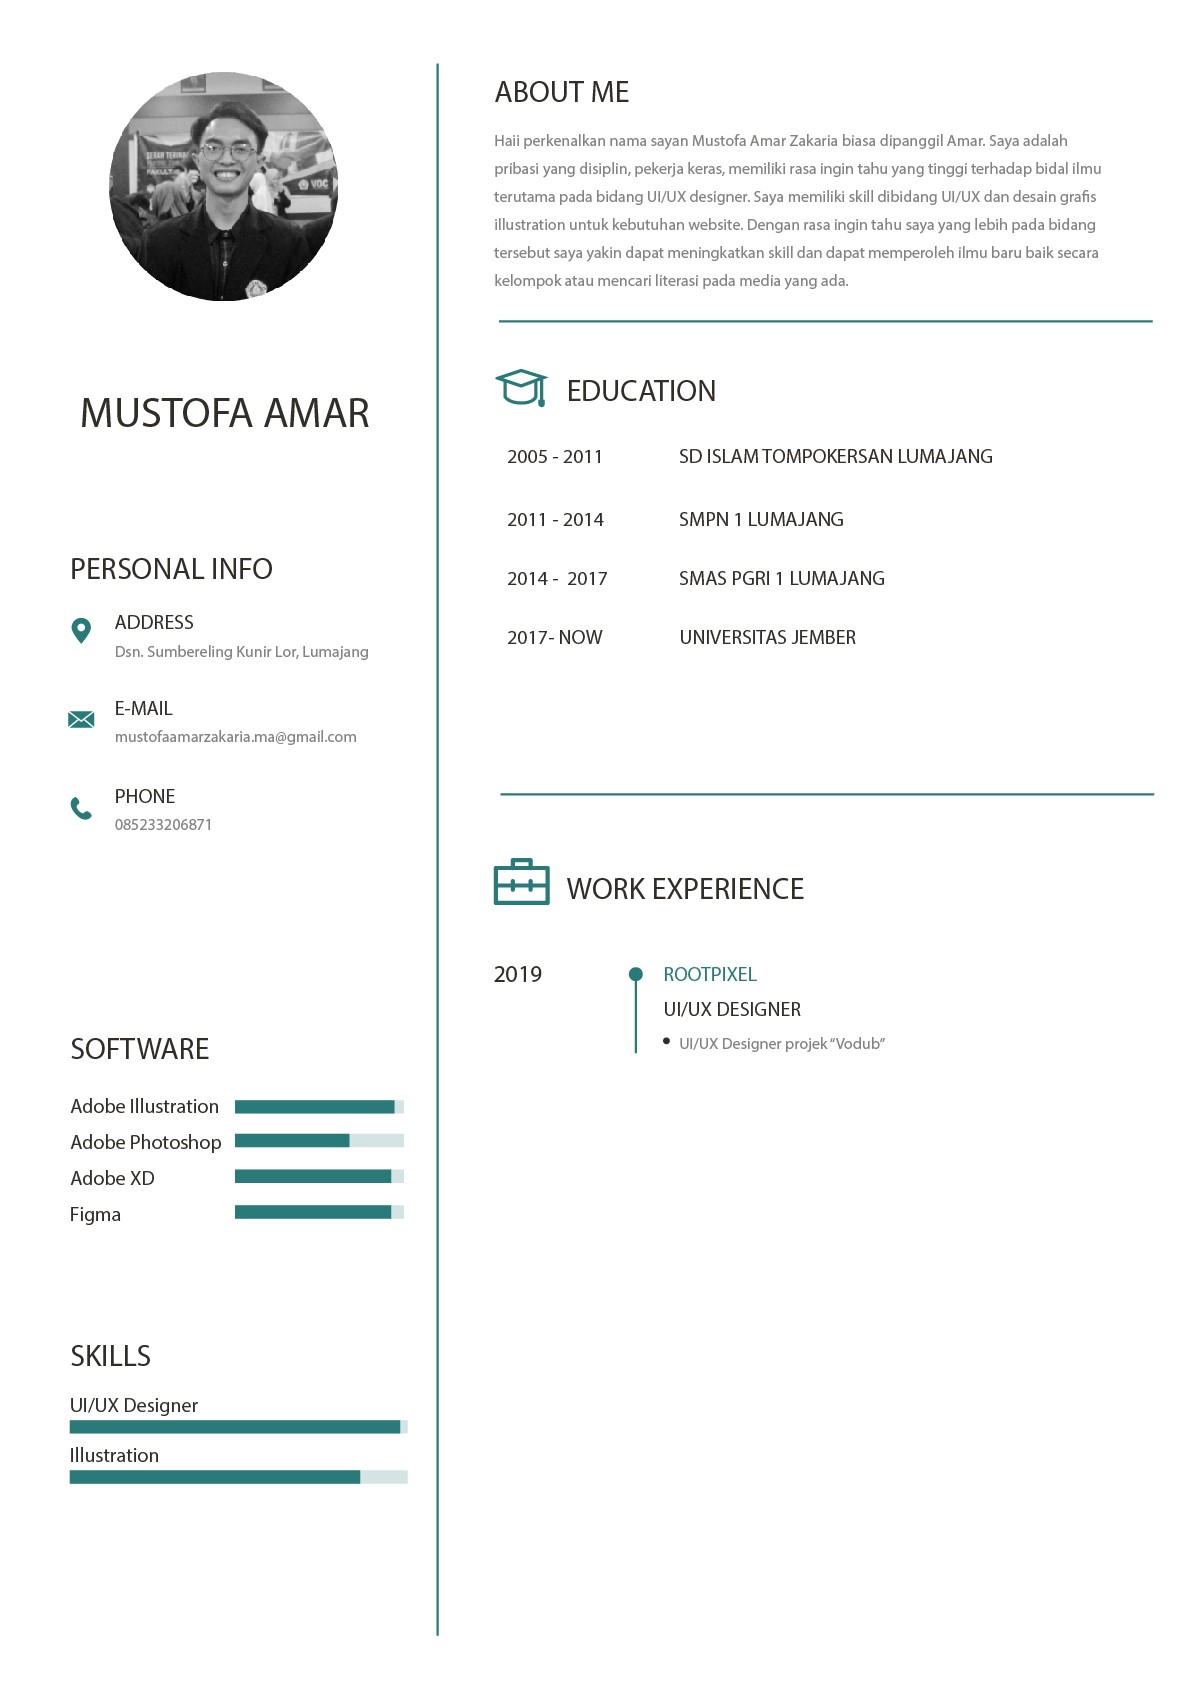 MUSTOFA AMAR
PERSONAL INFO
ADDRESS
Dsn. Sumbereling Kunir Lor, Lumajang
E-MAIL
mustofaamarzakaria.ma@gmail.com
PHONE
085233206871
SOFTWARE
Adobe Illustration
Adobe Photoshop
Adobe XD
Figma
SKILLS
UI/UX Designer
Illustration
ABOUT ME
Haii perkenalkan nama sayan Mustofa Amar Zakaria biasa dipanggil Amar. Saya adalah
pribasi yang disiplin, pekerja keras, memiliki rasa ingin tahu yang tinggi terhadap bidal ilmu
terutama pada bidang UI/UX designer. Saya memiliki skill dibidang UI/UX dan desain grafis
illustration untuk kebutuhan website. Dengan rasa ingin tahu saya yang lebih pada bidang
tersebut saya yakin dapat meningkatkan skill dan dapat memperoleh ilmu baru baik secara
kelompok atau mencari literasi pada media yang ada.
EDUCATION
2005 - 2011 SD ISLAM TOMPOKERSAN LUMAJANG
2011 - 2014 SMPN 1 LUMAJANG
2014 - 2017 SMAS PGRI 1 LUMAJANG
2017- NOW UNIVERSITAS JEMBER
WORK EXPERIENCE
2019 ROOTPIXEL
UI/UX DESIGNER
• UI/UX Designer projek “Vodub”